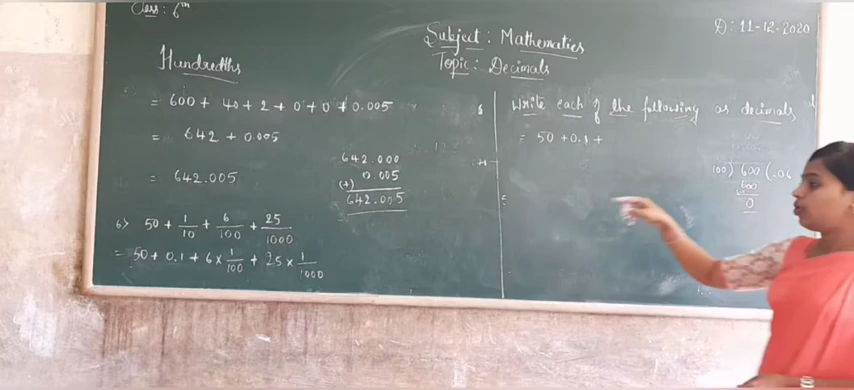 Class : 6th
D : 11-12-2020
Subject : Mathematics
Topic : Decimals
Hundredths
= 600 + 40 + 2 + 0 + 0 + 0.005
= 642 + 0.005
= 642.005
642.000
0.005
(+)
642.005
6> 50 + 1/10 + 6/100 + 25/1000
= 50 + 0.1 + 6 × 1/100 + 25 × 1/1000
Write each of the following as decimals
= 50 + 0.1 +
100) 600 (.06
600
0